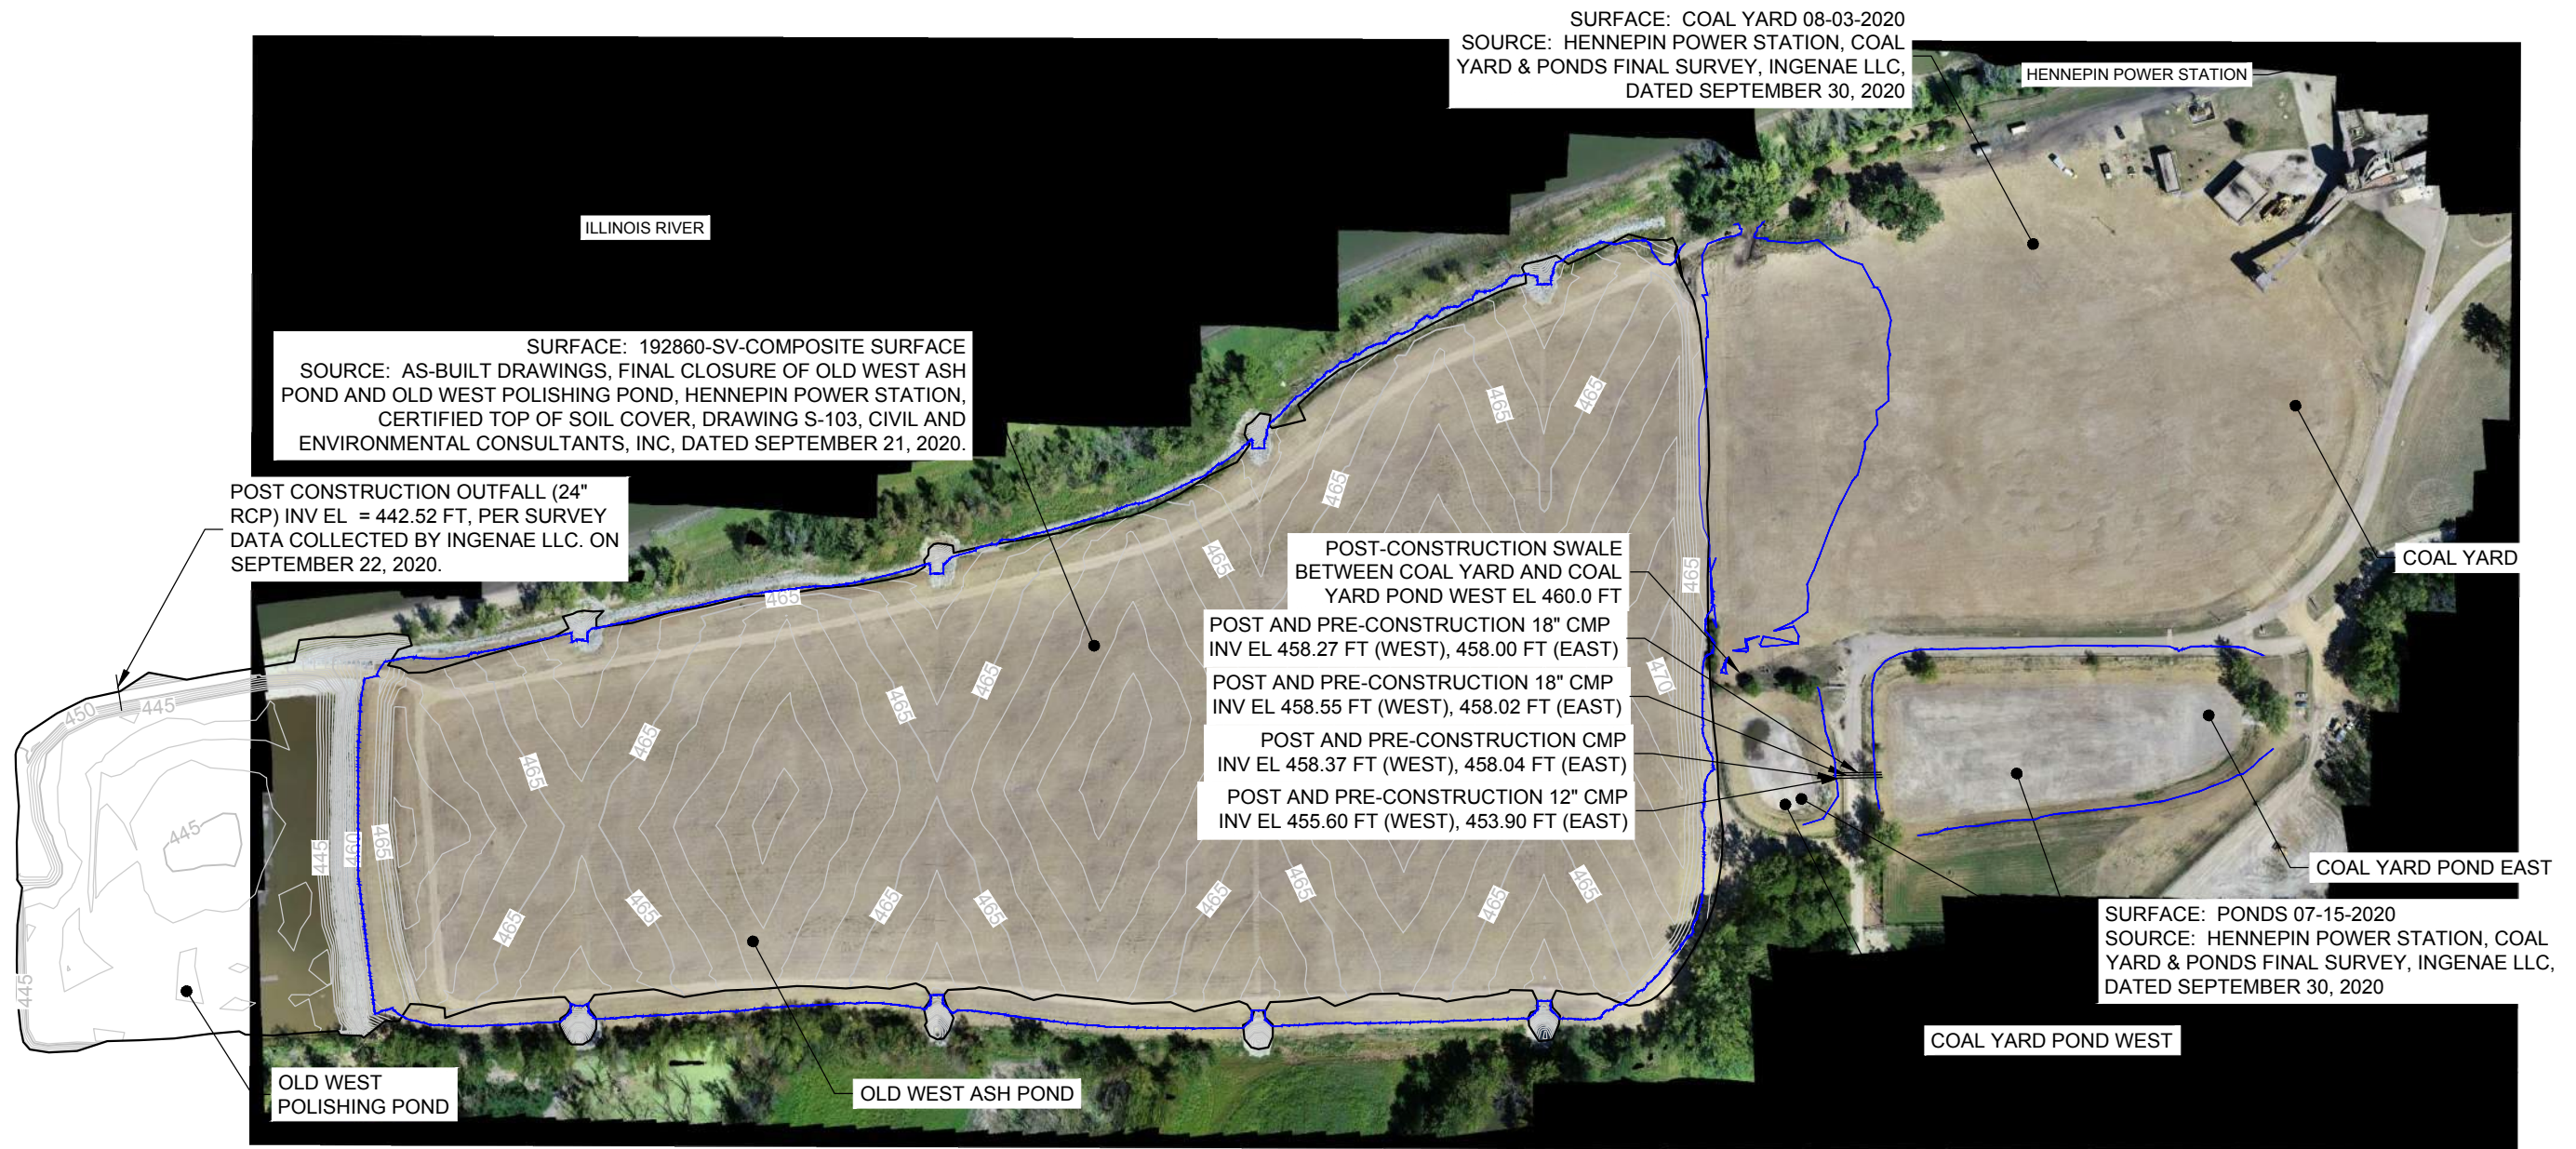 SURFACE: COAL YARD 08-03-2020
SOURCE: HENNEPIN POWER STATION, COAL
YARD & PONDS FINAL SURVEY, INGENAE LLC,
DATED SEPTEMBER 30, 2020
HENNEPIN POWER STATION
ILLINOIS RIVER
SURFACE: 192860-SV-COMPOSITE SURFACE
SOURCE: AS-BUILT DRAWINGS, FINAL CLOSURE OF OLD WEST ASH
POND AND OLD WEST POLISHING POND, HENNEPIN POWER STATION,
CERTIFIED TOP OF SOIL COVER, DRAWING S-103, CIVIL AND
ENVIRONMENTAL CONSULTANTS, INC, DATED SEPTEMBER 21, 2020.
POST CONSTRUCTION OUTFALL (24"
RCP) INV EL = 442.52 FT, PER SURVEY
DATA COLLECTED BY INGENAE LLC. ON
SEPTEMBER 22, 2020.
465
465
465
465
POST-CONSTRUCTION SWALE
BETWEEN COAL YARD AND COAL
YARD POND WEST EL 460.0 FT
465
COAL YARD
465
POST AND PRE-CONSTRUCTION 18" CMP
INV EL 458.27 FT (WEST), 458.00 FT (EAST)
POST AND PRE-CONSTRUCTION 18" CMP
INV EL 458.55 FT (WEST), 458.02 FT (EAST)
470
POST AND PRE-CONSTRUCTION CMP
INV EL 458.37 FT (WEST), 458.04 FT (EAST)
POST AND PRE-CONSTRUCTION 12" CMP
INV EL 455.60 FT (WEST), 453.90 FT (EAST)
450
445
465
465
465
465
445
445
460
465
COAL YARD POND EAST
465
465
465
465
465
465
465
465
SURFACE: PONDS 07-15-2020
SOURCE: HENNEPIN POWER STATION, COAL
YARD & PONDS FINAL SURVEY, INGENAE LLC,
DATED SEPTEMBER 30, 2020
4
445
COAL YARD POND WEST
OLD WEST
POLISHING POND
OLD WEST ASH POND